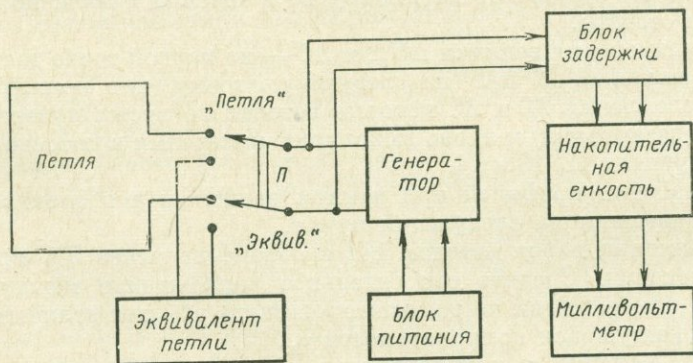 Блок
задержки
„Петля“
Петля
П
Генера-
тор
Накопитель-
ная
емкость
„Эквив.“
Эквивалент
петли
Блок
питания
Милливольт-
метр